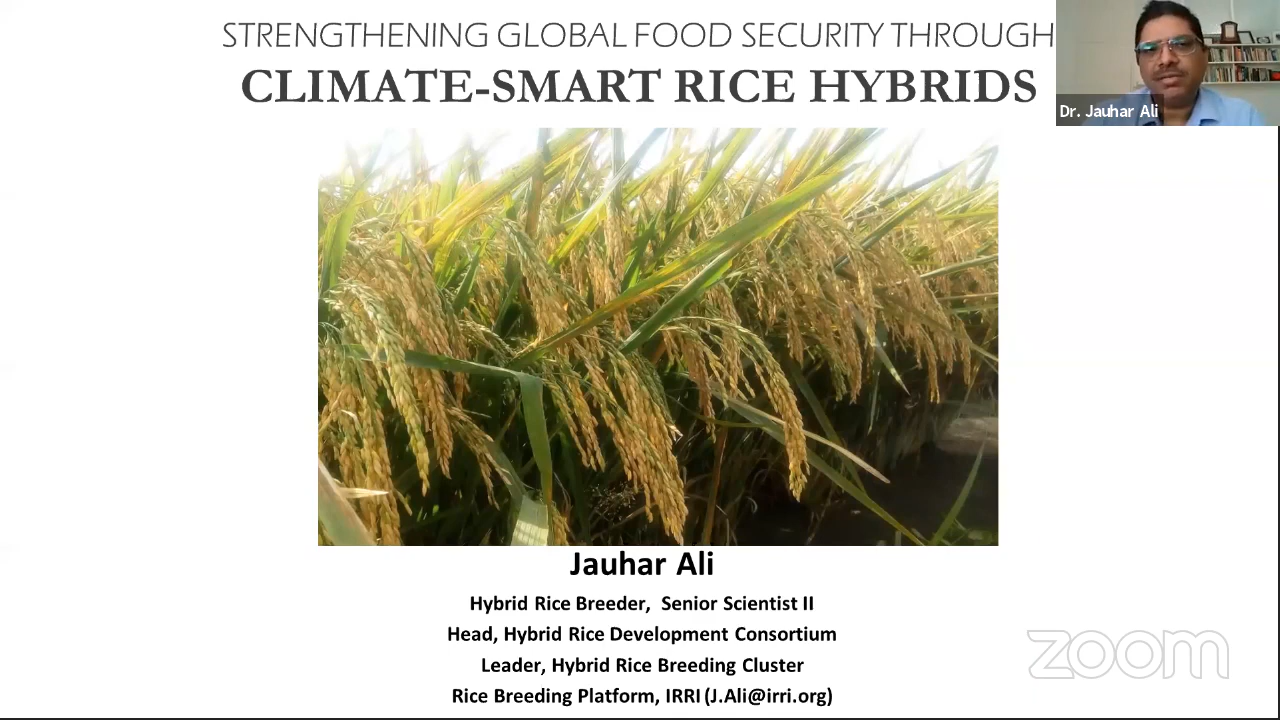 STRENGTHENING GLOBAL FOOD SECURITY THROUGH
CLIMATE-SMART RICE HYBRIDS
Dr. Jauhar Ali
Jauhar Ali
Hybrid Rice Breeder, Senior Scientist II
Head, Hybrid Rice Development Consortium
Leader, Hybrid Rice Breeding Cluster
Rice Breeding Platform, IRRI (J.Ali@irri.org)
zoom